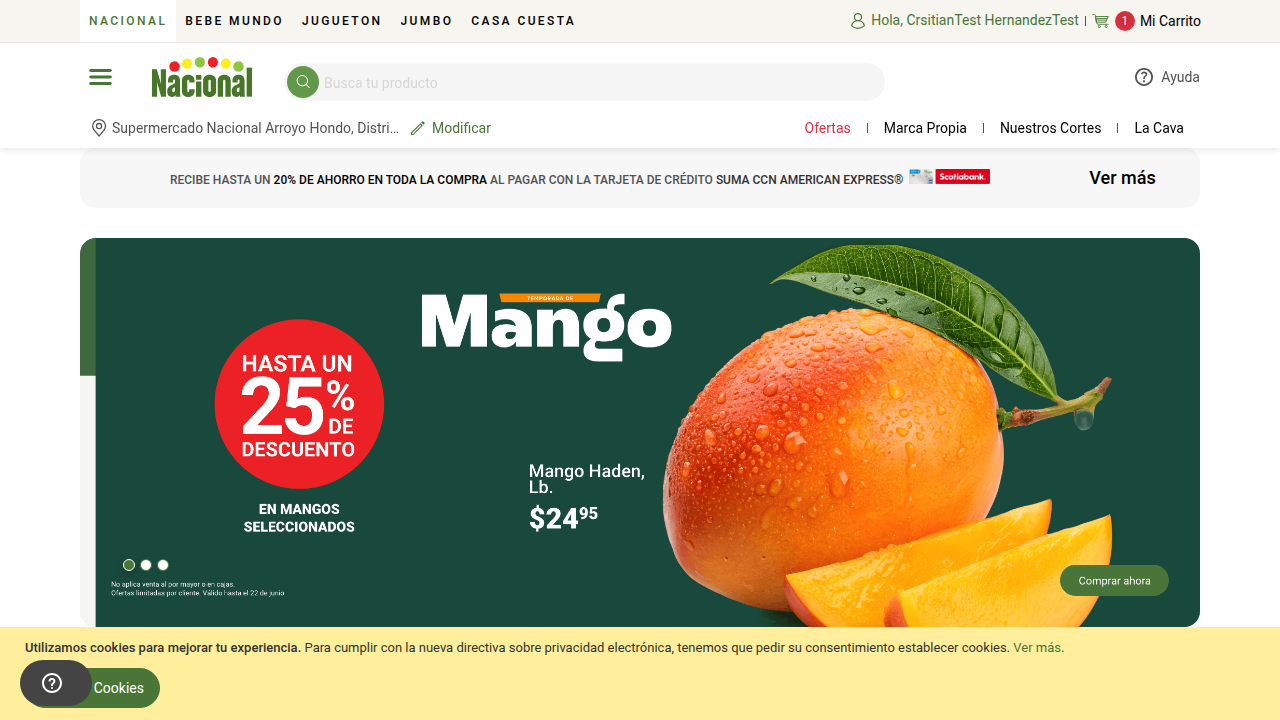 NACIONAL BEBE MUNDO JUGUETON JUMBO CASA CUESTA
Hola, CrsitianTest HernandezTest 1 Mi Carrito
Nacional
Busca tu producto
Ayuda
Supermercado Nacional Arroyo Hondo, Distri... Modificar
Ofertas Marca Propia Nuestros Cortes La Cava
RECIBE HASTA UN 20% DE AHORRO EN TODA LA COMPRA AL PAGAR CON LA TARJETA DE CRÉDITO SUMA CCN AMERICAN EXPRESS® Scotiabank. Ver más
TEMPORADA DE
Mango
HASTA UN
25%
DE
DESCUENTO
EN MANGOS
SELECCIONADOS
Mango Haden,
Lb.
$2495
No aplica venta al por mayor o en cajas.
Ofertas limitadas por cliente. Válido hasta el 22 de junio
Comprar ahora
Utilizamos cookies para mejorar tu experiencia. Para cumplir con la nueva directiva sobre privacidad electrónica, tenemos que pedir su consentimiento establecer cookies. Ver más.
Cookies